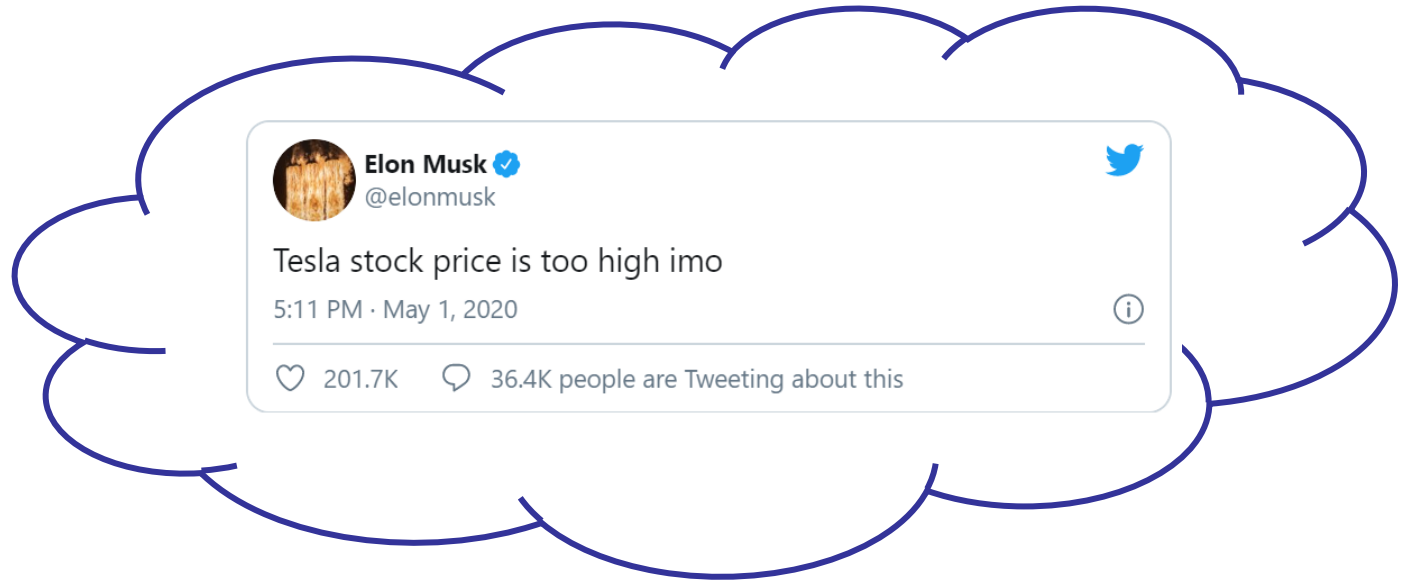 Elon Musk
@elonmusk
Tesla stock price is too high imo
5:11 PM · May 1, 2020
201.7K 36.4K people are Tweeting about this